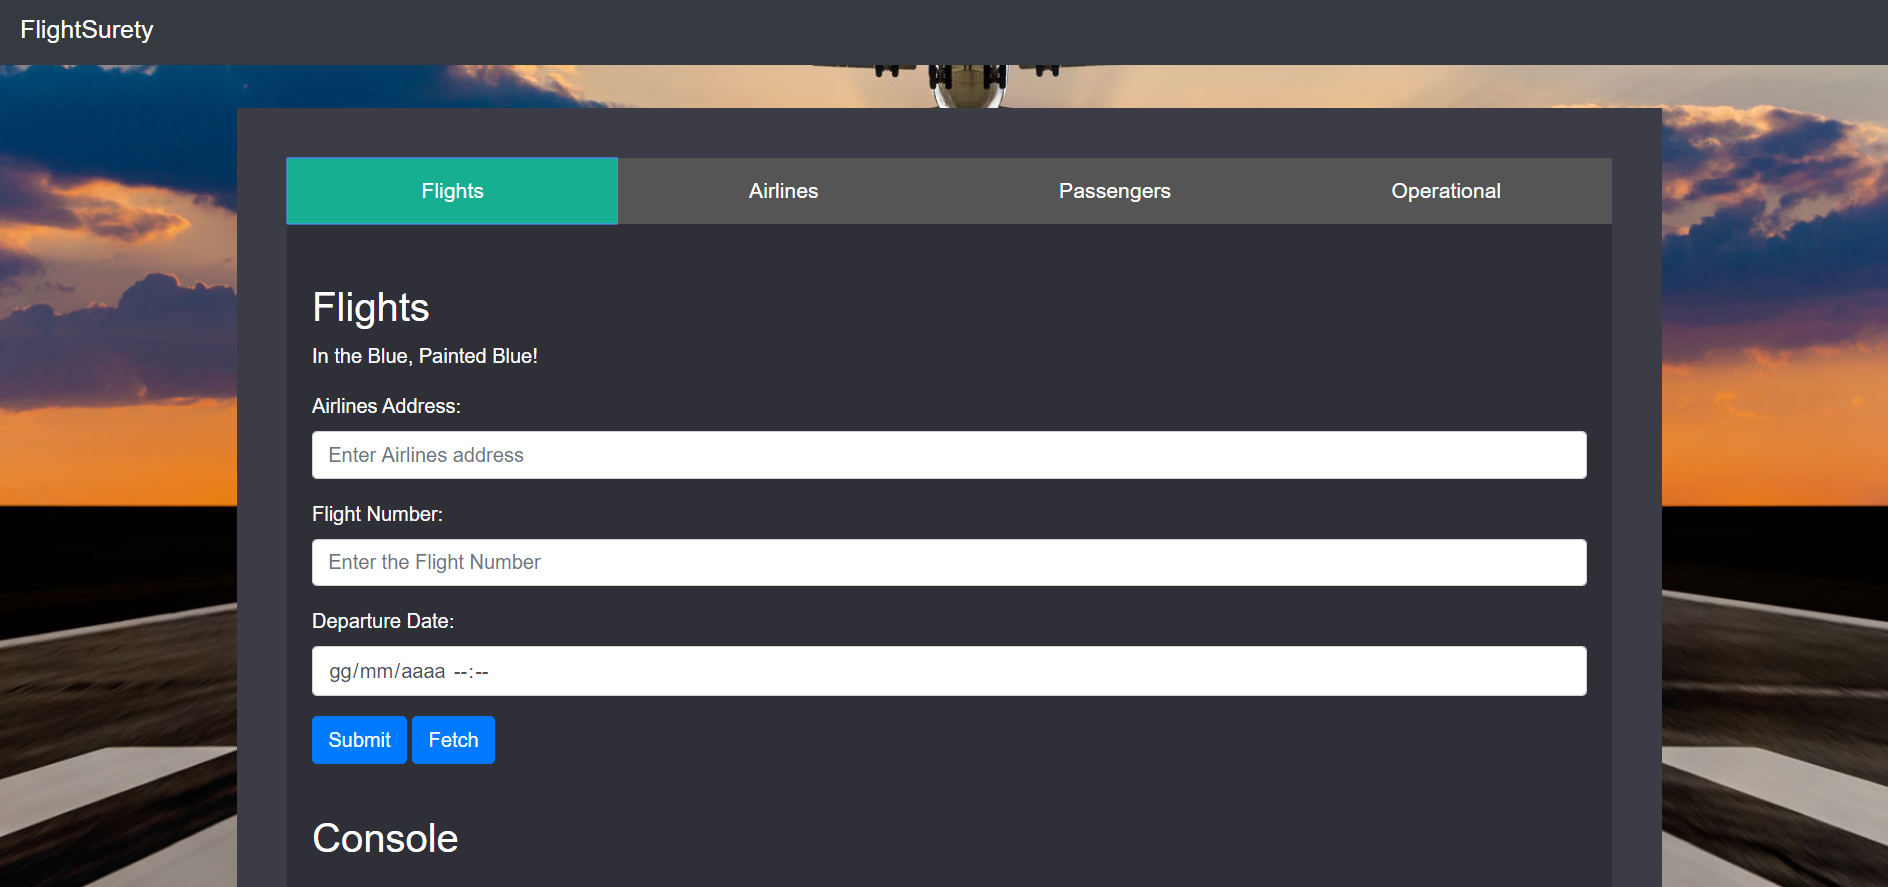 FlightSurety
Flights Airlines Passengers Operational
Flights
In the Blue, Painted Blue!
Airlines Address:
Enter Airlines address
Flight Number:
Enter the Flight Number
Departure Date:
gg/mm/aaaa --:--
Submit Fetch
Console